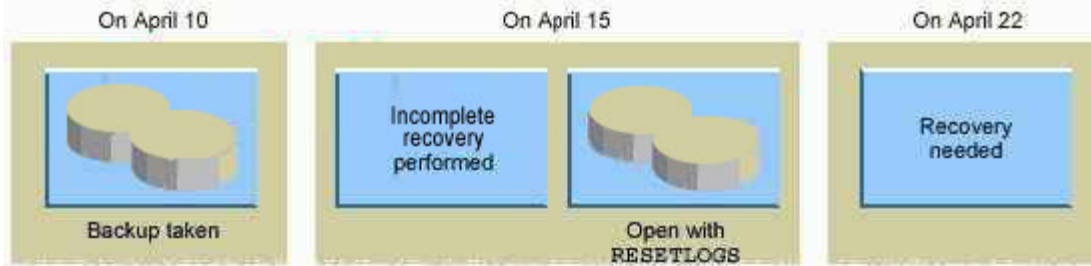 On April 10
On April 15
On April 22
Incomplete
recovery
performed
Recovery
needed
Backup taken
Open with
RESETLOGS